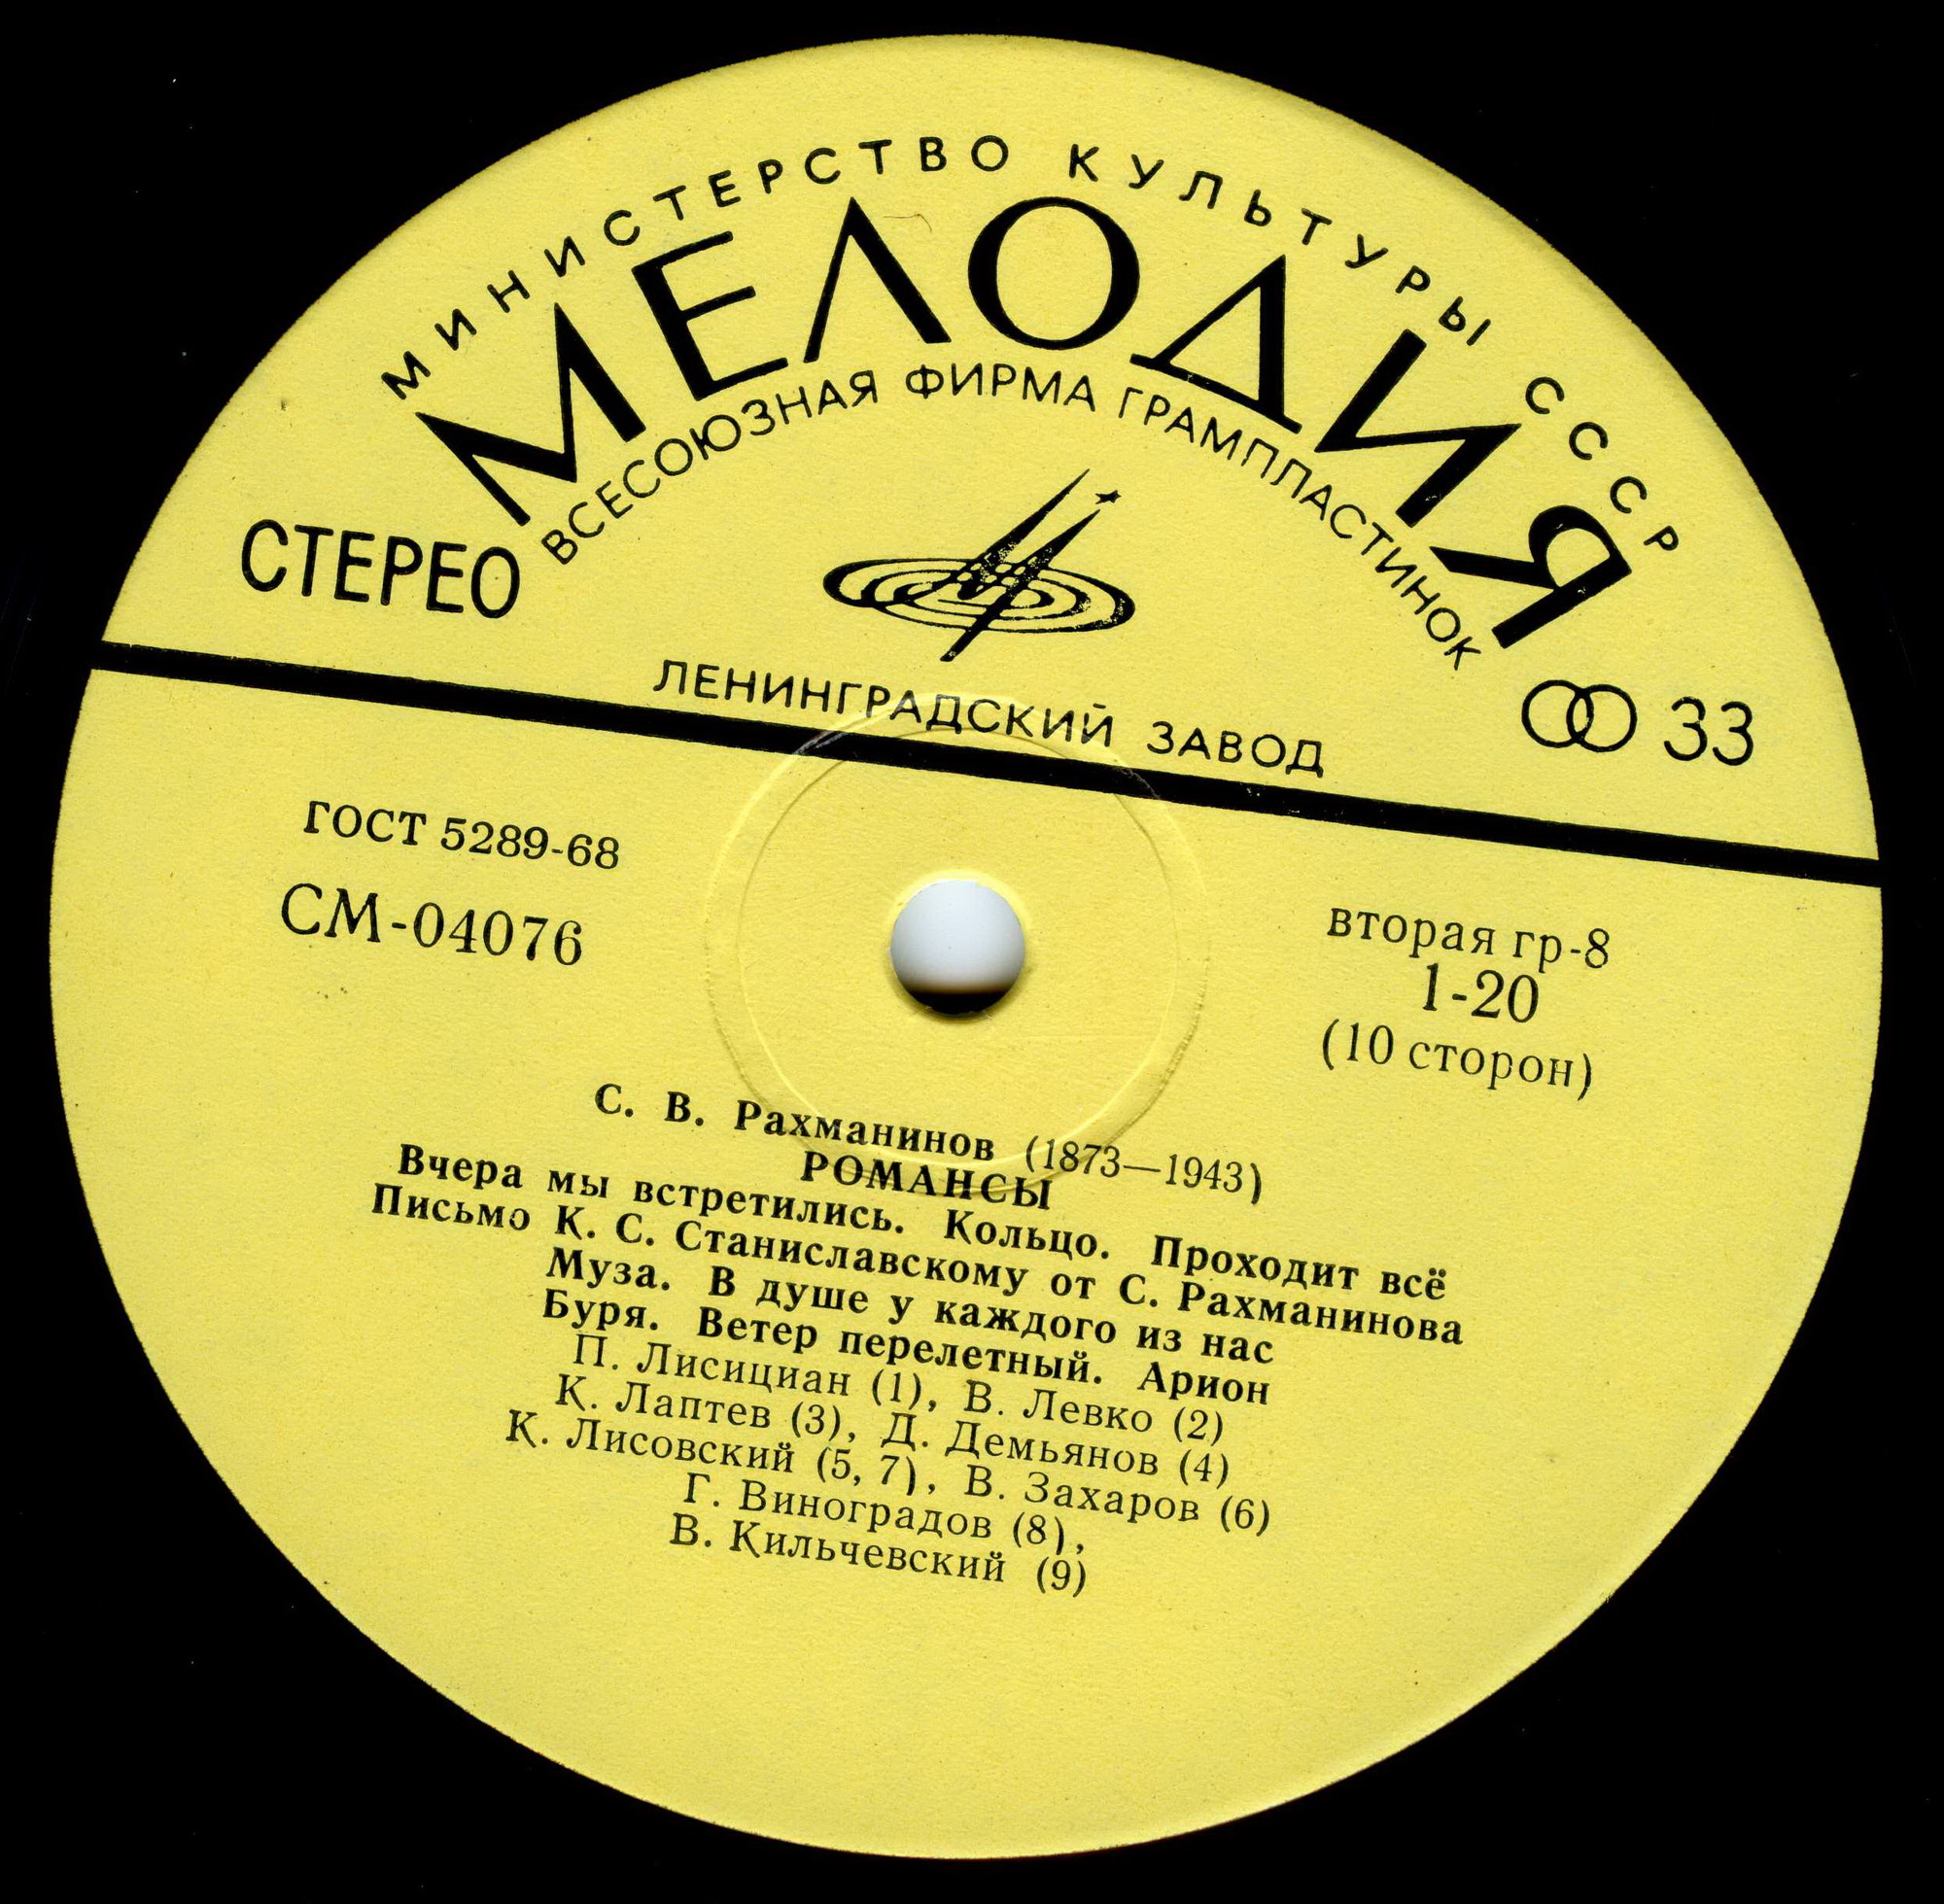 МИНИСТЕРСТВО КУЛЬТУРЫ СССР
МЕЛОДИЯ
ВСЕСОЮЗНАЯ ФИРМА ГРАМПЛАСТИНОК
СТЕРЕО
ЛЕНИНГРАДСКИЙ ЗАВОД
33
ГОСТ 5289-68
СМ-04076
вторая гр-8
1-20
(10 сторон)
С. В. Рахманинов (1873—1943)
РОМАНСЫ
Вчера мы встретились. Кольцо. Проходит всё
Письмо К. С. Станиславскому от С. Рахманинова
Муза. В душе у каждого из нас
Буря. Ветер перелетный. Арион
П. Лисициан (1), В. Левко (2)
К. Лаптев (3), Д. Демьянов (4)
К. Лисовский (5, 7), В. Захаров (6)
Г. Виноградов (8),
В. Кильчевский (9)